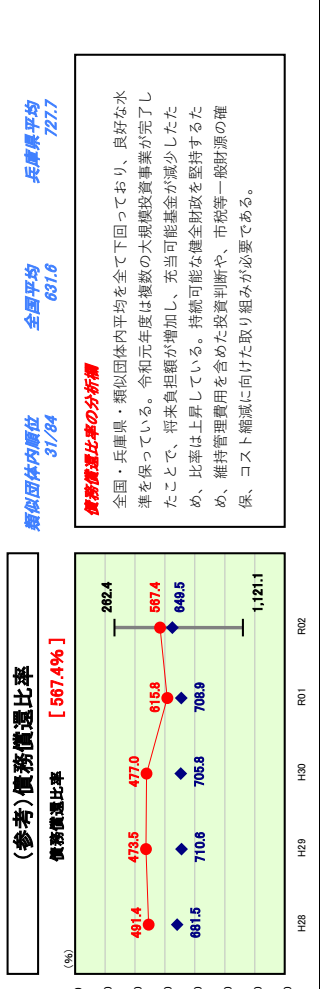 (参考)債務償還比率
債務償還比率 [ 567.4% ]
類似団体内順位
31/84
全国平均
631.6
兵庫県平均
727.7
(%)
491.4
473.5
477.0
615.8
567.4
681.5
710.6
705.8
708.9
649.5
262.4
1,121.1
H28
H29
H30
R01
R02
債務償還比率の分析欄
全国・兵庫県・類似団体内平均を全て下回っており、良好な水
準を保っている。令和元年度は複数の大規模投資事業が完了し
たことで、将来負担額が増加し、充当可能基金が減少したた
め、比率は上昇している。持続可能な健全財政を堅持するた
め、維持管理費用を含めた投資判断や、市税等一般財源の確
保、コスト縮減に向けた取り組みが必要である。